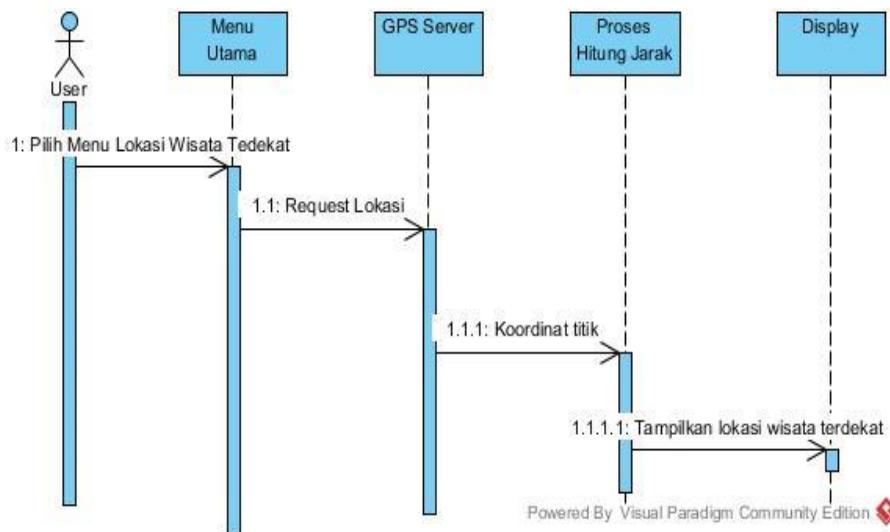 Menu
Utama
GPS Server
Proses
Hitung Jarak
Display
User
1: Pilih Menu Lokasi Wisata Tedekat
1.1: Request Lokasi
1.1.1: Koordinat titik
1.1.1.1: Tampilkan lokasi wisata terdekat
Powered By Visual Paradigm Community Edition